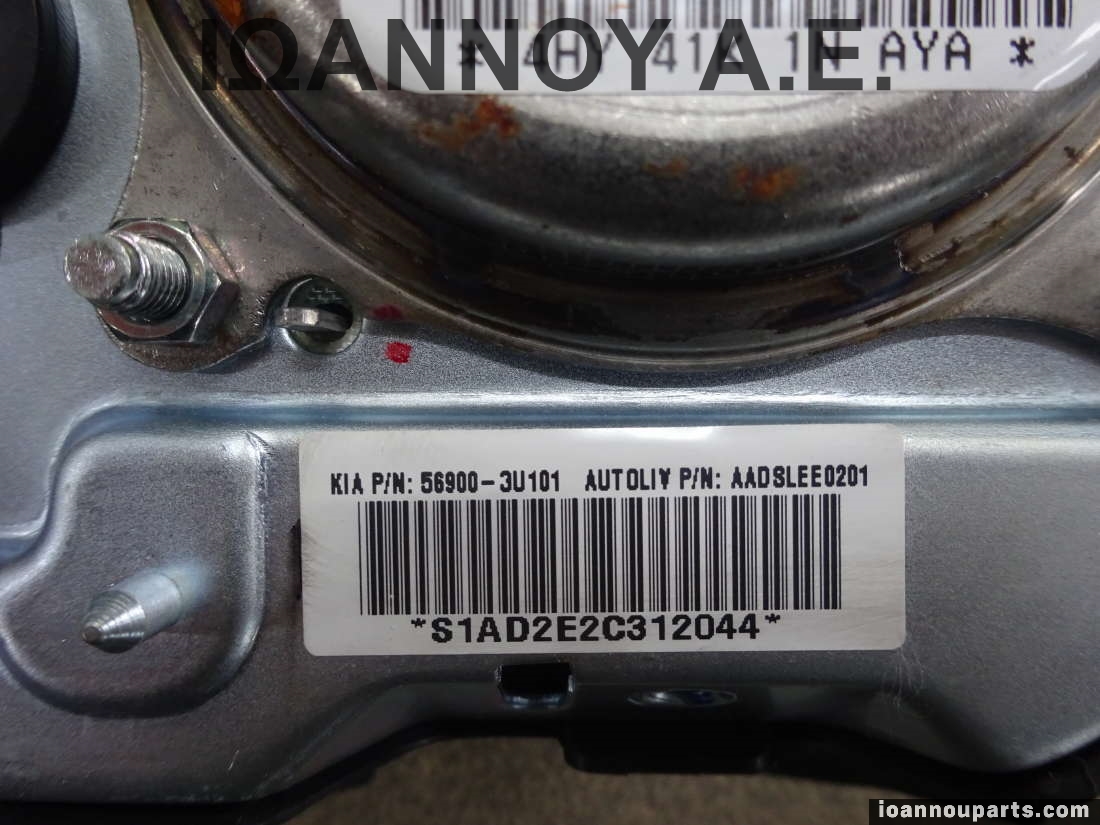 ΙΩΑΝΝΟΥ Α.Ε.
AYA *
KIA P/N: 56900-3U101 AUTOLIV P/N: AADSLEE0201
*S1AD2E2C312044*
ioannouparts.com